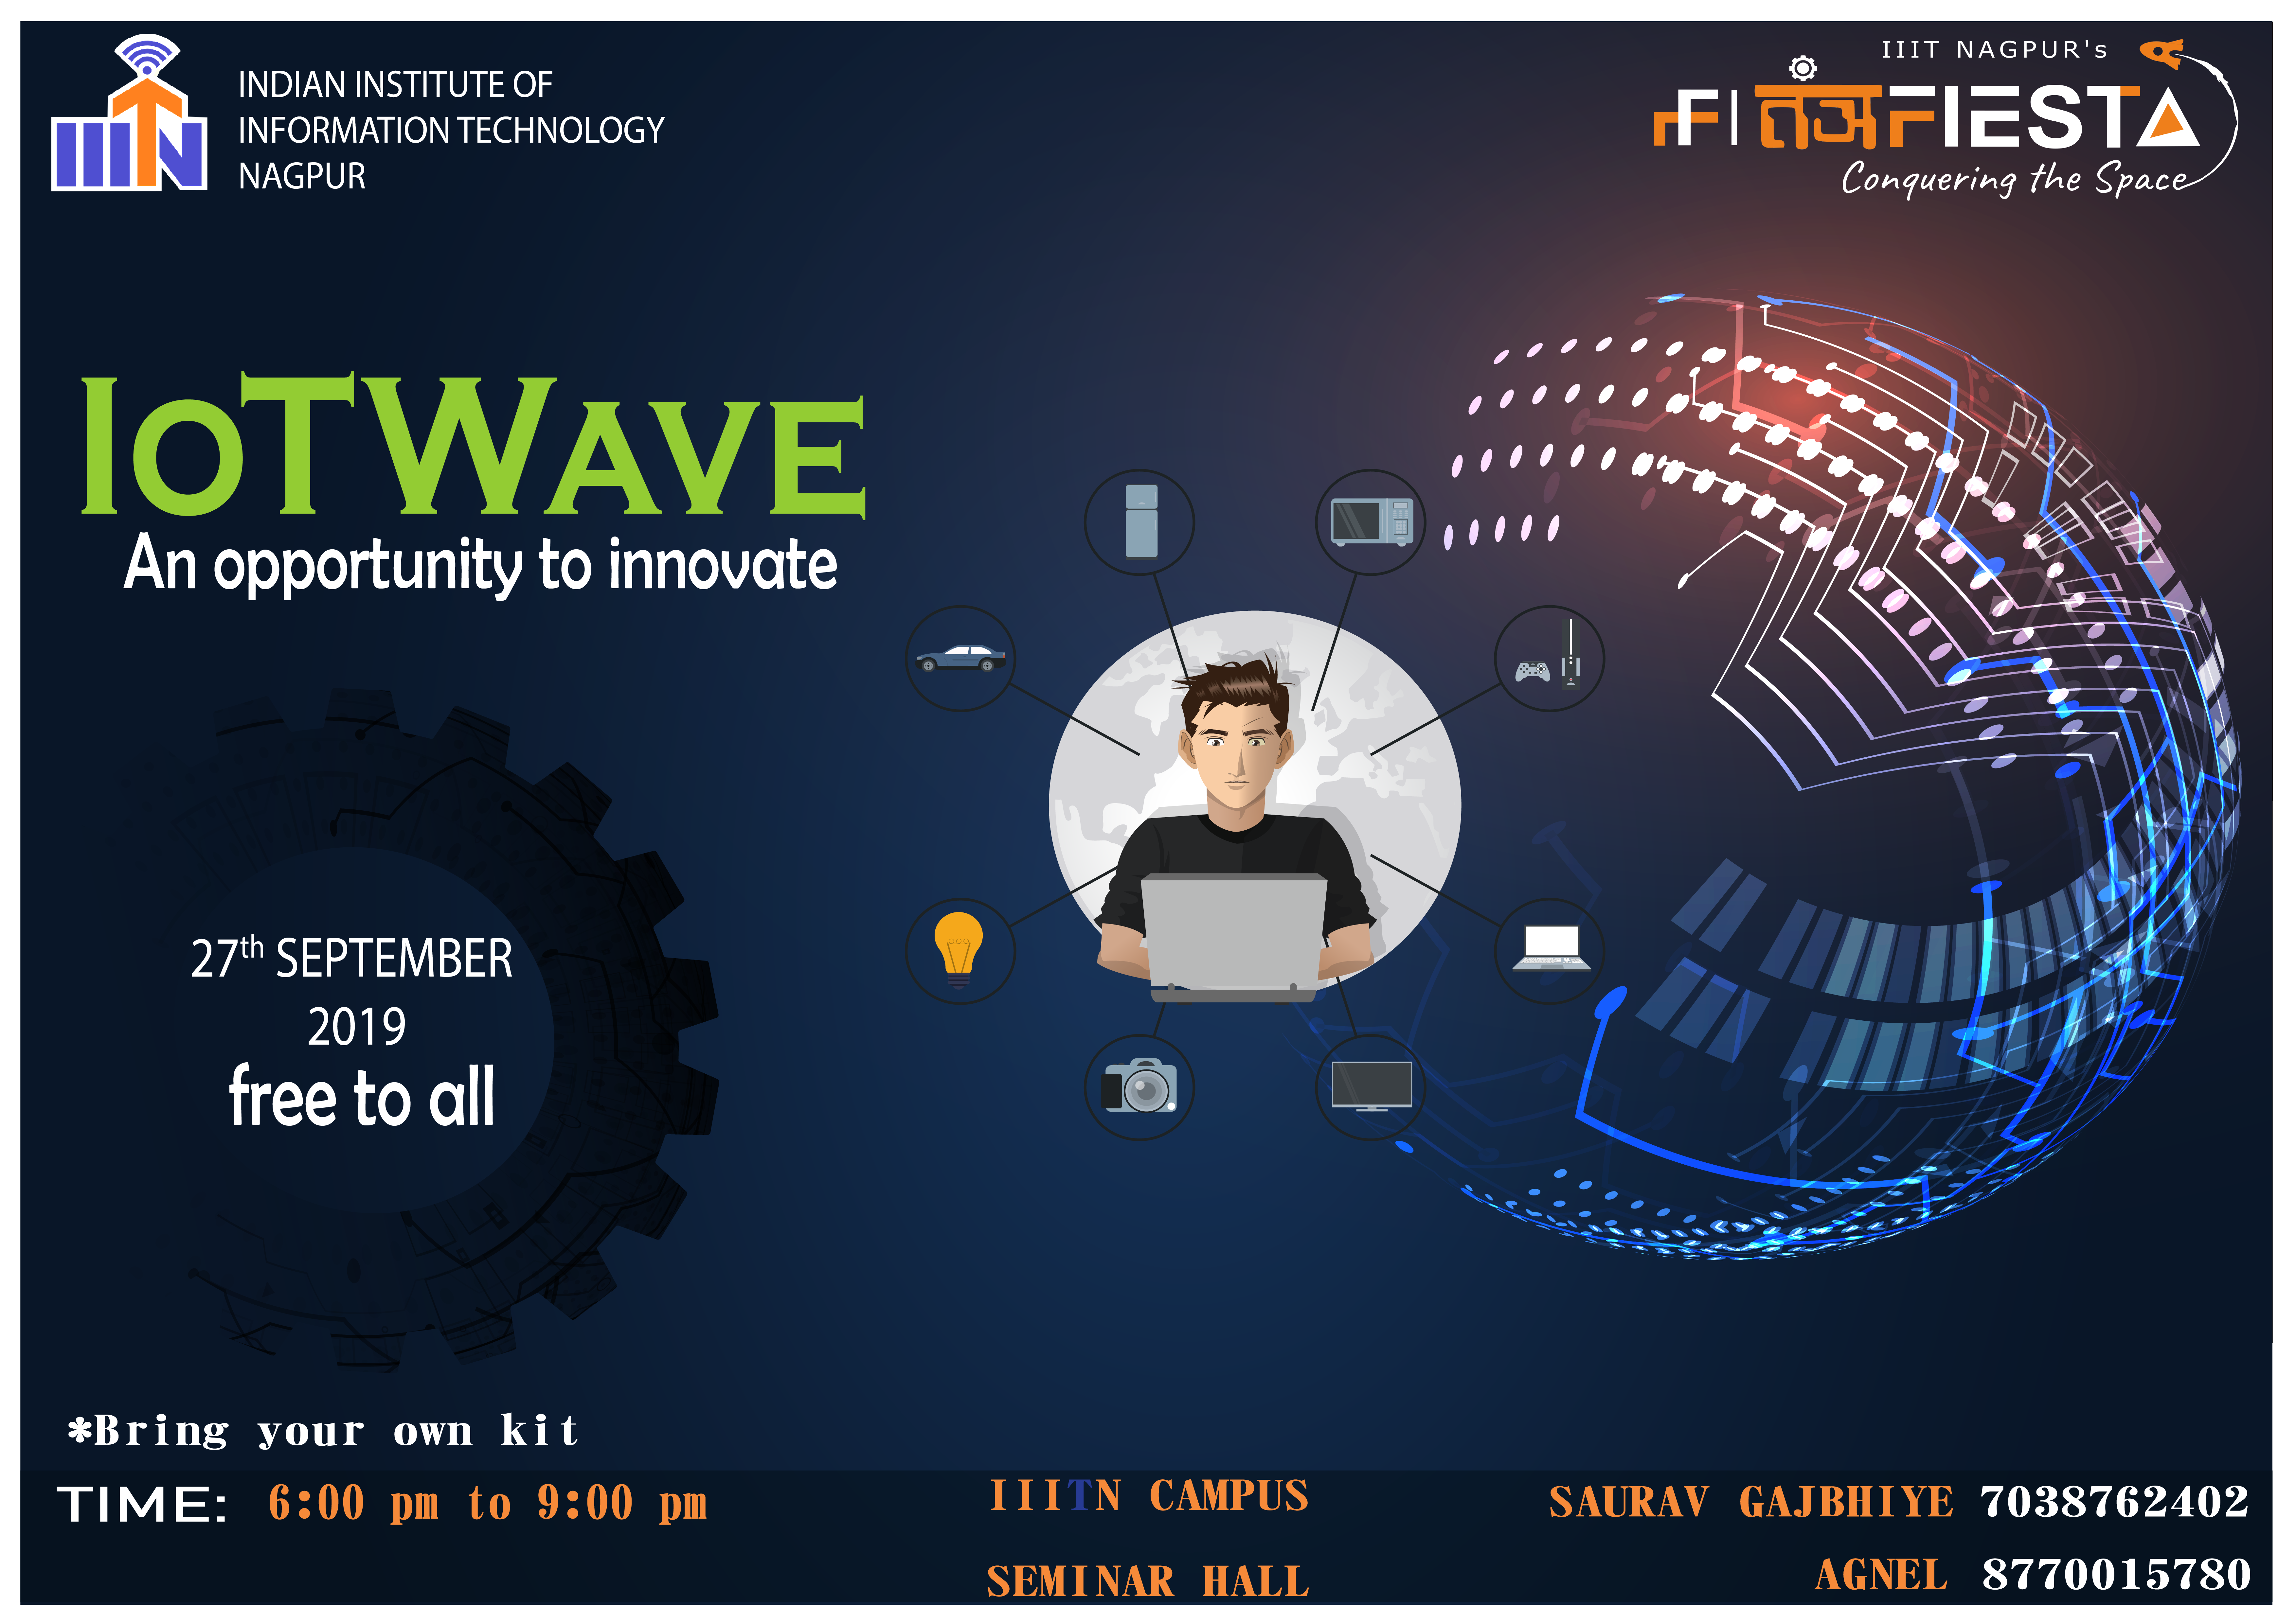 IIITN
INDIAN INSTITUTE OF
INFORMATION TECHNOLOGY
NAGPUR
IIIT NAGPUR's
FIESTA
Conquering the Space
IOTWAVE
An opportunity to innovate
27th SEPTEMBER
2019
free to all
*Bring your own kit
TIME: 6:00 pm to 9:00 pm
IIITN CAMPUS
SEMINAR HALL
SAURAV GAJBHIYE 7038762402
AGNEL 8770015780